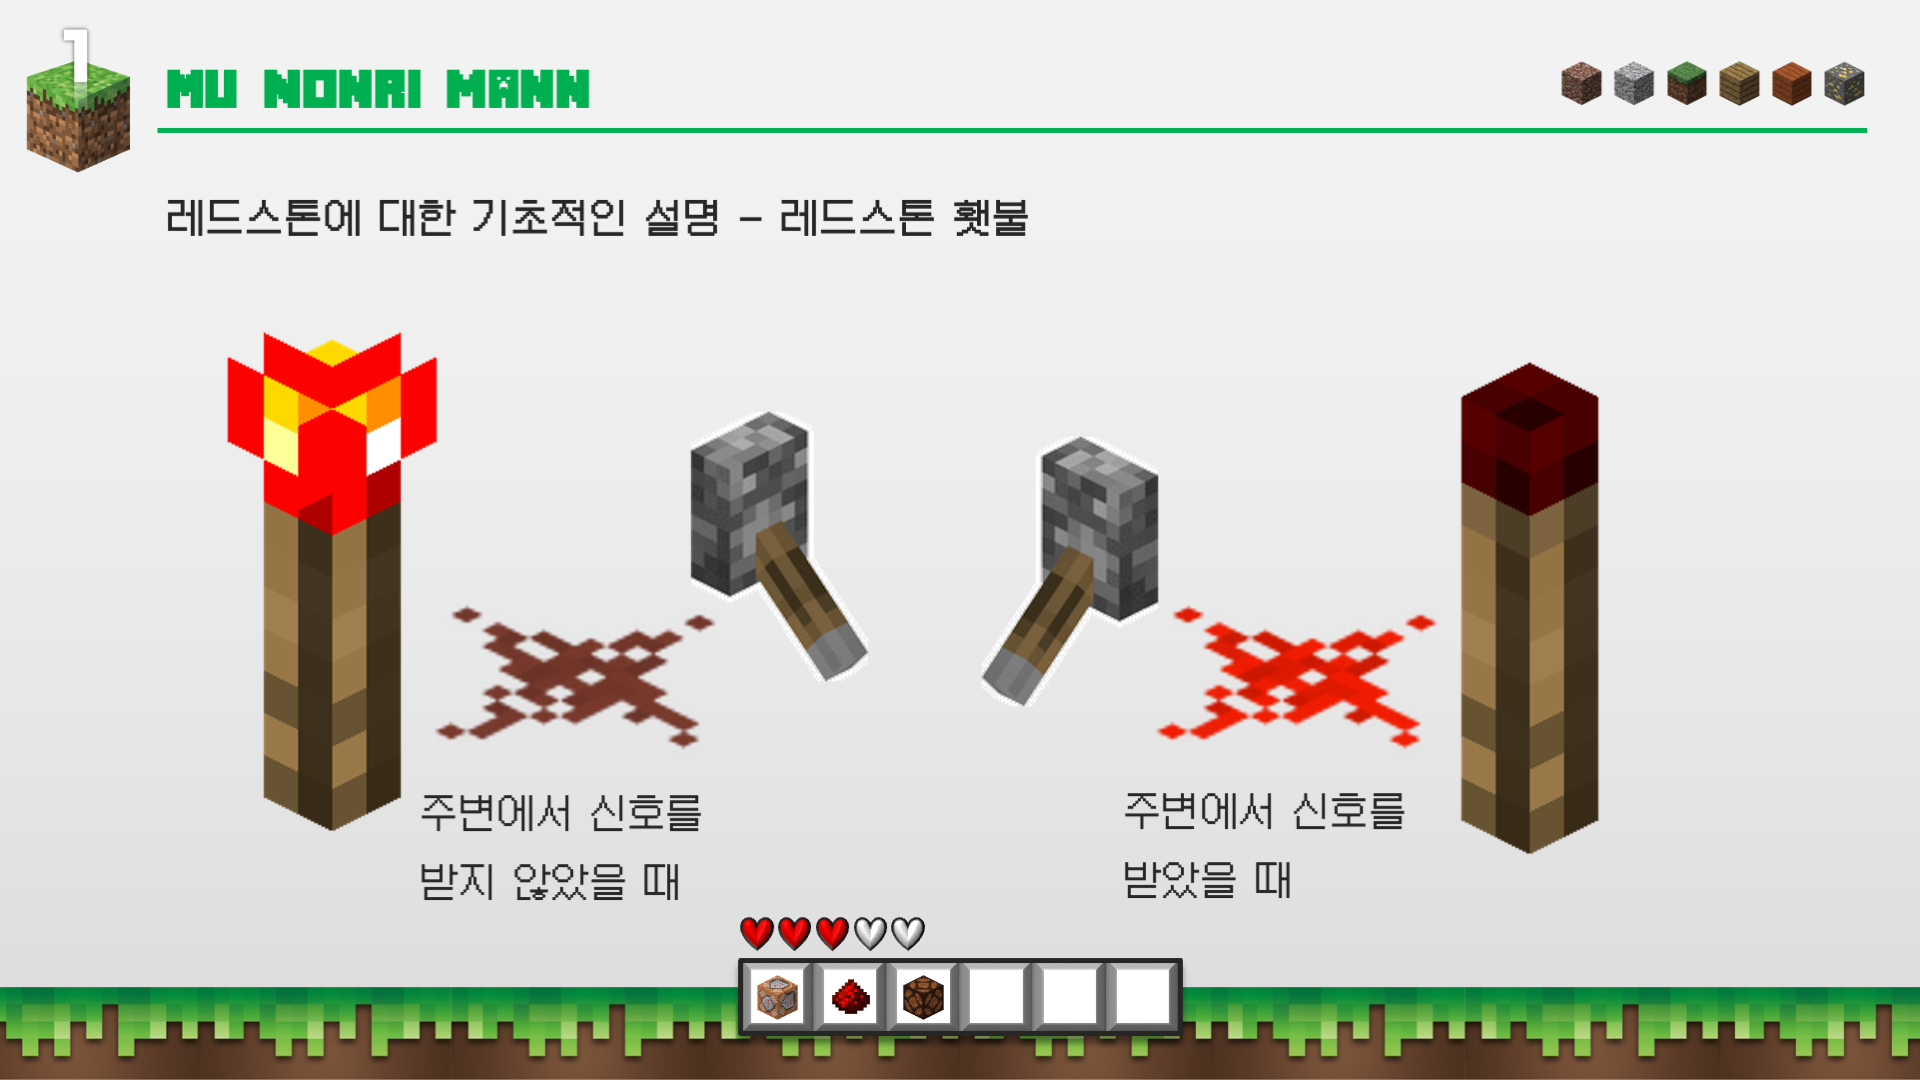 1
MU NONRI MANN
레드스톤에 대한 기초적인 설명 – 레드스톤 횃불
주변에서 신호를
받지 않았을 때
주변에서 신호를
받았을 때